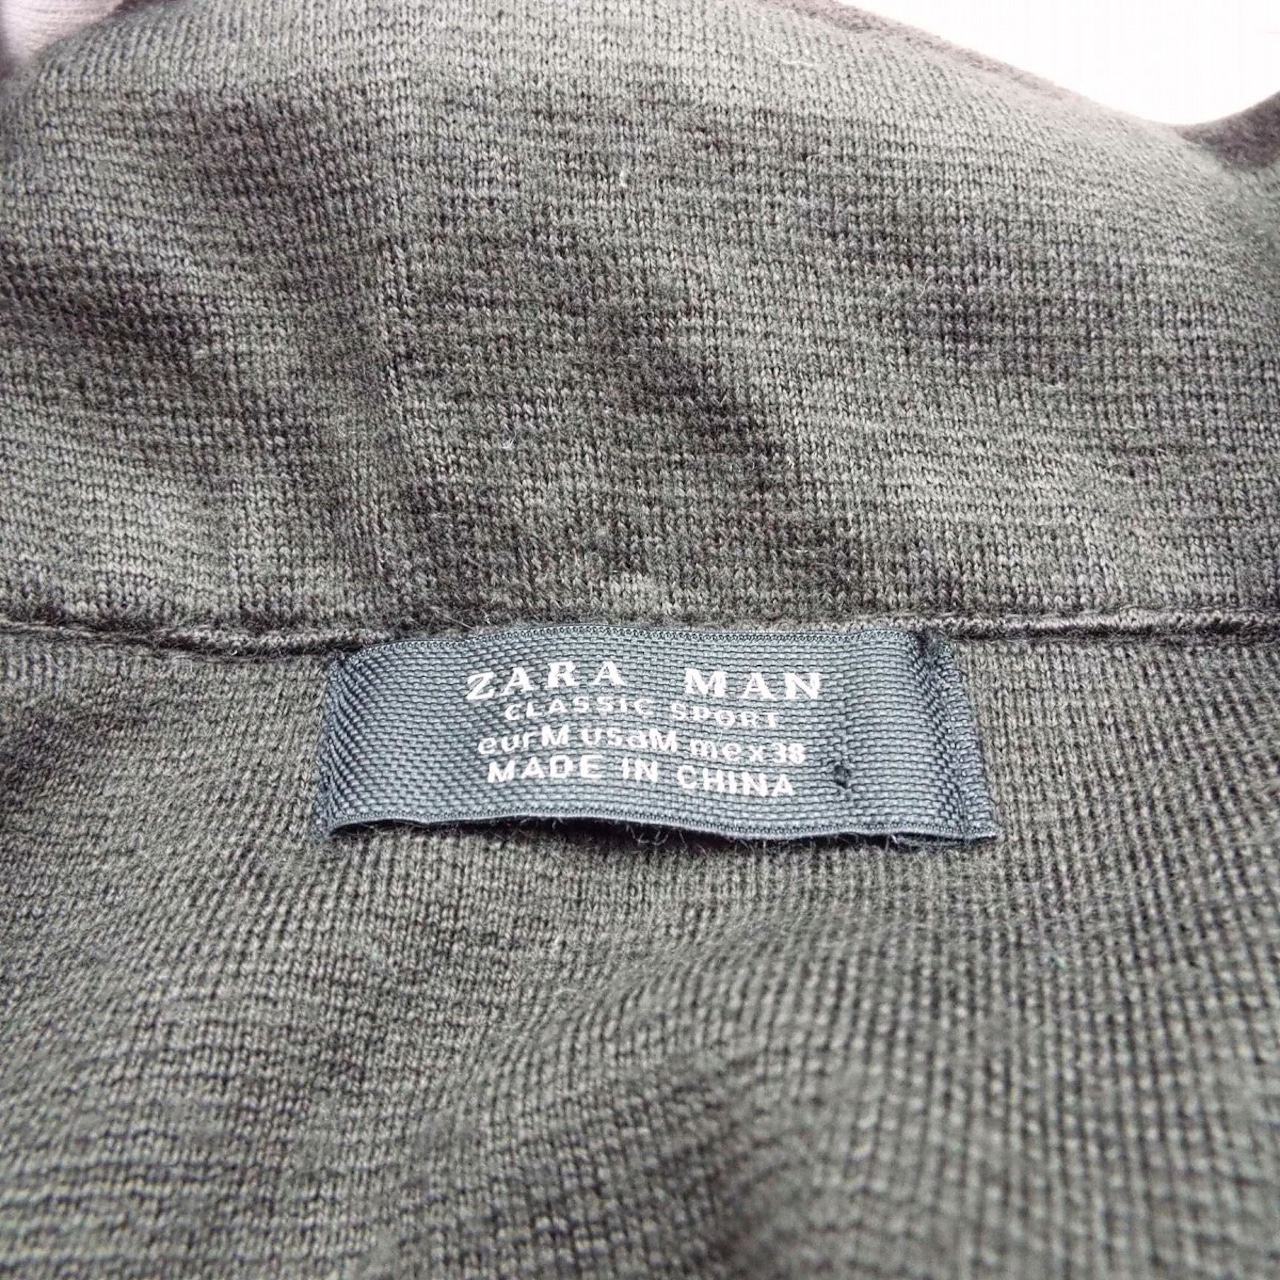 ZARA MAN
CLASSIC SPORT
eurM usaM mex38
MADE IN CHINA